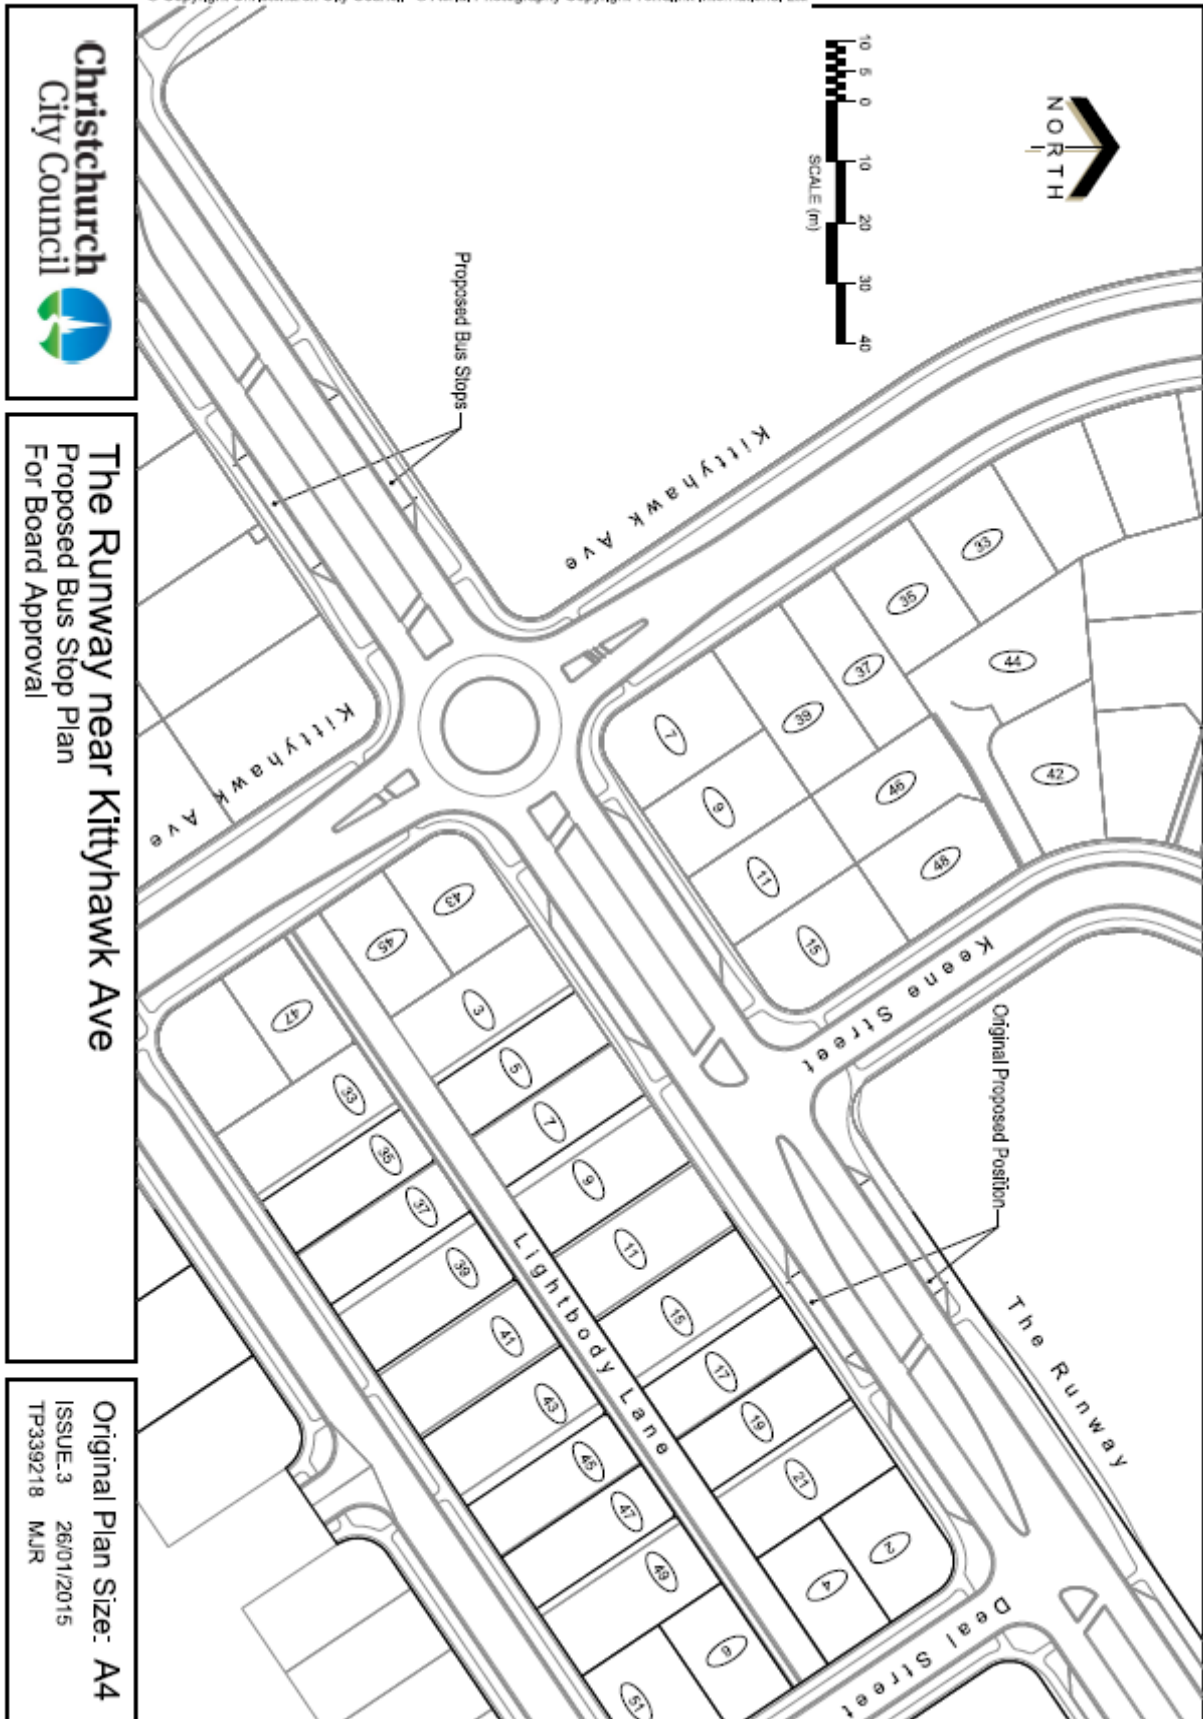 NORTH
10 5 0 10 20 30 40
SCALE (m)
Kittyhawk Ave
33
35
37
39
7
9
11
15
44
42
46
48
Keene Street
Proposed Bus Stops
Original Proposed Position
The Runway
Kittyhawk Ave
43
45
47
3
5
7
9
11
15
17
19
21
2
4
6
Lightbody Lane
33
35
37
39
41
43
45
47
49
51
Deal Street
Christchurch
City Council
The Runway near Kittyhawk Ave
Proposed Bus Stop Plan
For Board Approval
Original Plan Size: A4
ISSUE.3 26/01/2015
TP339218 MJR